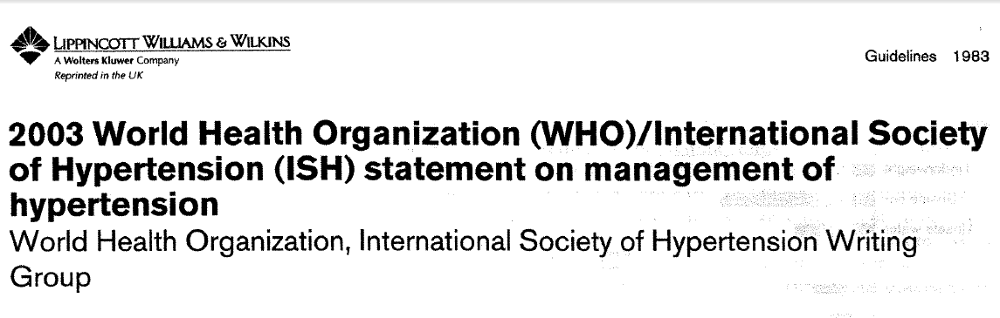 LIPPINCOTT WILLIAMS & WILKINS
A Wolters Kluwer Company
Reprinted in the UK
Guidelines 1983
2003 World Health Organization (WHO)/International Society
of Hypertension (ISH) statement on management of
hypertension
World Health Organization, International Society of Hypertension Writing
Group